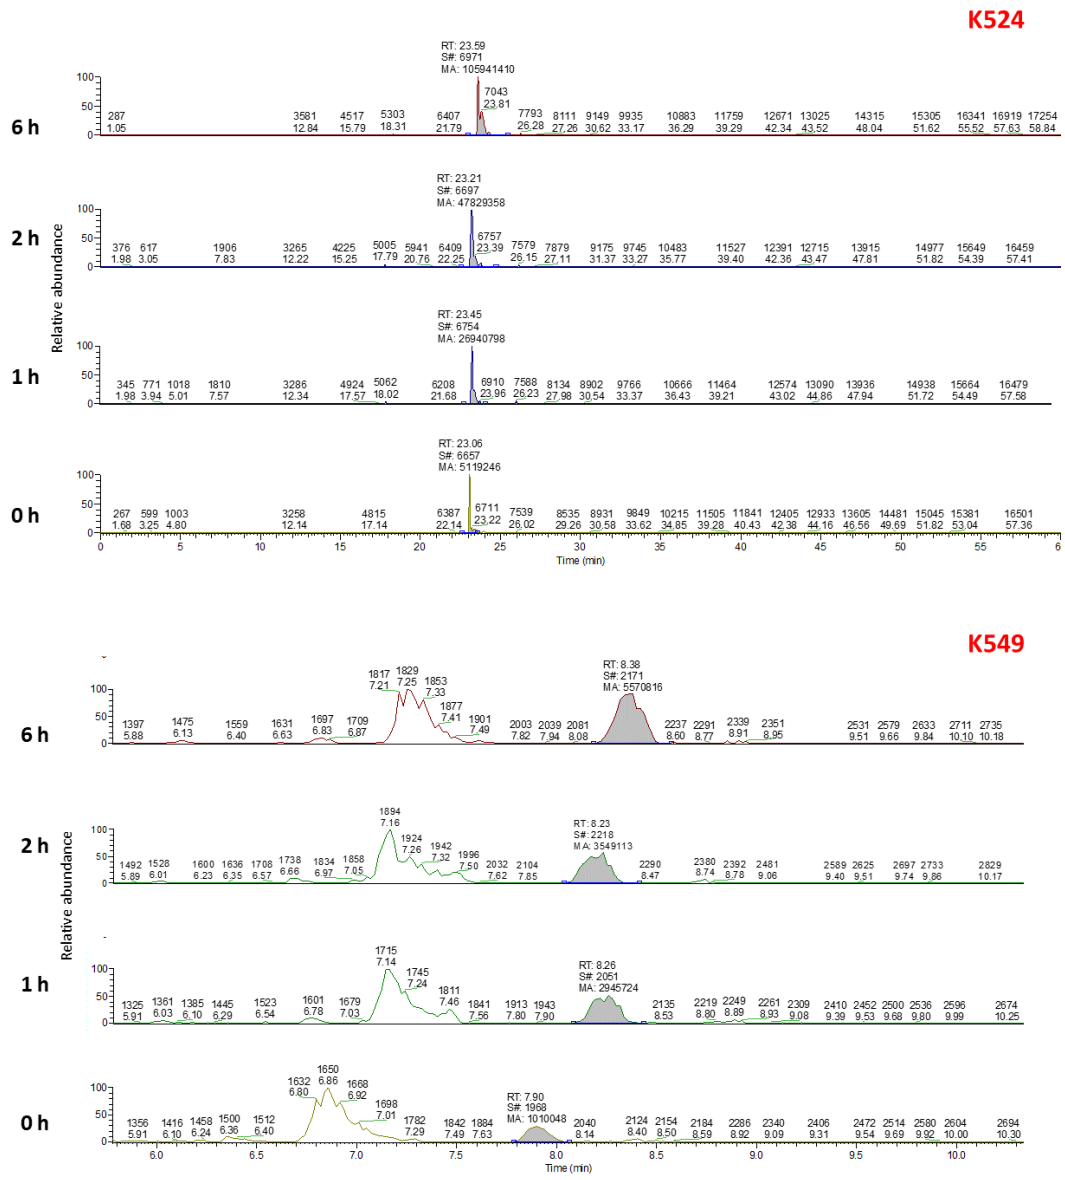 K524
RT: 23.59
S#: 6971
MA: 105941410
100
50
0
6 h
287 3581 4517 5303 6407 7043 7793 8111 9149 9935 10883 11759 12671 13025 14315 15305 16341 16919 17254
1.05 12.84 15.79 18.31 21.79 23.81 26.28 27.26 30.62 33.17 36.29 39.29 42.34 43.52 48.04 51.62 55.52 57.63 58.84
RT: 23.21
S#: 6697
MA: 47829358
100
50
0
2 h
376 617 1906 3265 4225 5005 5941 6409 6757 7579 7879 9175 9745 10483 11527 12391 12715 13915 14977 15649 16459
1.98 3.05 7.83 12.22 15.25 17.79 20.76 22.25 23.39 26.15 27.11 31.37 33.27 35.77 39.40 42.36 43.47 47.81 51.82 54.39 57.41
Relative abundance
RT: 23.45
S#: 6754
MA: 26940798
100
50
0
1 h
345 771 1018 1810 3286 4924 5062 6208 6910 7588 8134 8902 9766 10666 11464 12574 13090 13936 14938 15664 16479
1.98 3.94 5.01 7.57 12.34 17.57 18.02 21.68 23.96 26.23 27.98 30.54 33.37 36.43 39.21 43.02 44.86 47.94 51.72 54.49 57.58
RT: 23.06
S#: 6657
MA: 5119246
100
50
0
0 h
267 599 1003 3258 4815 6387 6711 7539 8535 8931 9849 10215 11505 11841 12405 12933 13605 14481 15045 15381 16501
1.68 3.25 4.80 12.14 17.14 22.14 23.22 26.02 29.26 30.58 33.62 34.85 39.28 40.43 42.38 44.16 46.56 49.69 51.82 53.04 57.36
0 5 10 15 20 25 30 35 40 45 50 55 6
Time (min)
K549
RT: 8.38
S#: 2171
MA: 5570816
100
50
0
6 h
1397 1475 1559 1631 1697 1709 1817 1829 1853 1877 1901 2003 2039 2081 2237 2291 2339 2351 2531 2579 2633 2711 2735
5.88 6.13 6.40 6.63 6.83 6.87 7.21 7.25 7.33 7.41 7.49 7.82 7.94 8.08 8.60 8.77 8.91 8.95 9.51 9.66 9.84 10.10 10.18
RT: 8.23
S#: 2218
MA: 3549113
100
50
0
2 h
1492 1528 1600 1636 1708 1738 1834 1858 1894 1924 1942 1996 2032 2104 2290 2380 2392 2481 2589 2625 2697 2733 2829
5.89 6.01 6.23 6.35 6.57 6.66 6.97 7.05 7.16 7.26 7.32 7.50 7.62 7.85 8.47 8.74 8.78 9.06 9.40 9.51 9.74 9.86 10.17
Relative abundance
RT: 8.26
S#: 2051
MA: 2945724
100
50
0
1 h
1325 1361 1385 1445 1523 1601 1679 1715 1745 1811 1841 1913 1943 2135 2219 2249 2261 2309 2410 2452 2500 2536 2596 2674
5.91 6.03 6.10 6.29 6.54 6.78 7.03 7.14 7.24 7.46 7.56 7.80 7.90 8.53 8.80 8.89 8.93 9.08 9.39 9.53 9.68 9.80 9.99 10.25
RT: 7.90
S#: 1968
MA: 1010048
100
50
0
0 h
1356 1416 1458 1500 1512 1632 1650 1668 1698 1782 1842 1884 2040 2124 2154 2184 2286 2340 2406 2472 2514 2580 2604 2694
5.91 6.10 6.24 6.36 6.40 6.80 6.86 6.92 7.01 7.29 7.49 7.63 8.14 8.40 8.50 8.59 8.92 9.09 9.31 9.54 9.69 9.92 10.00 10.30
6.0 6.5 7.0 7.5 8.0 8.5 9.0 9.5 10.0
Time (min)